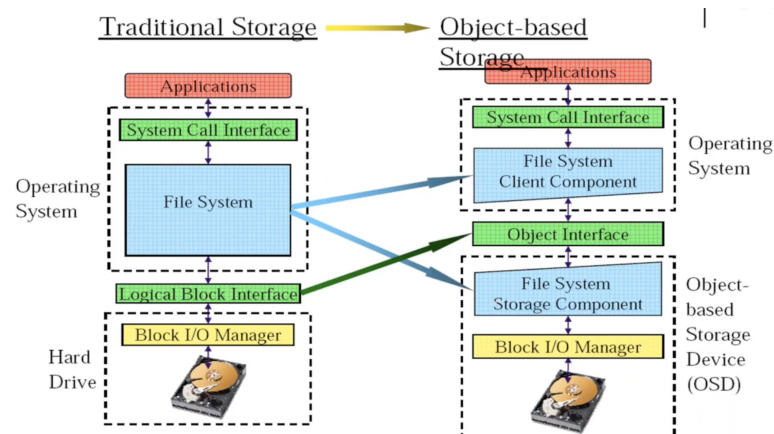 Traditional Storage
Object-based
Storage
Applications
System Call Interface
File System
Operating
System
Logical Block Interface
Block I/O Manager
Hard
Drive
Applications
System Call Interface
File System
Client Component
Operating
System
Object Interface
File System
Storage Component
Block I/O Manager
Object-
based
Storage
Device
(OSD)